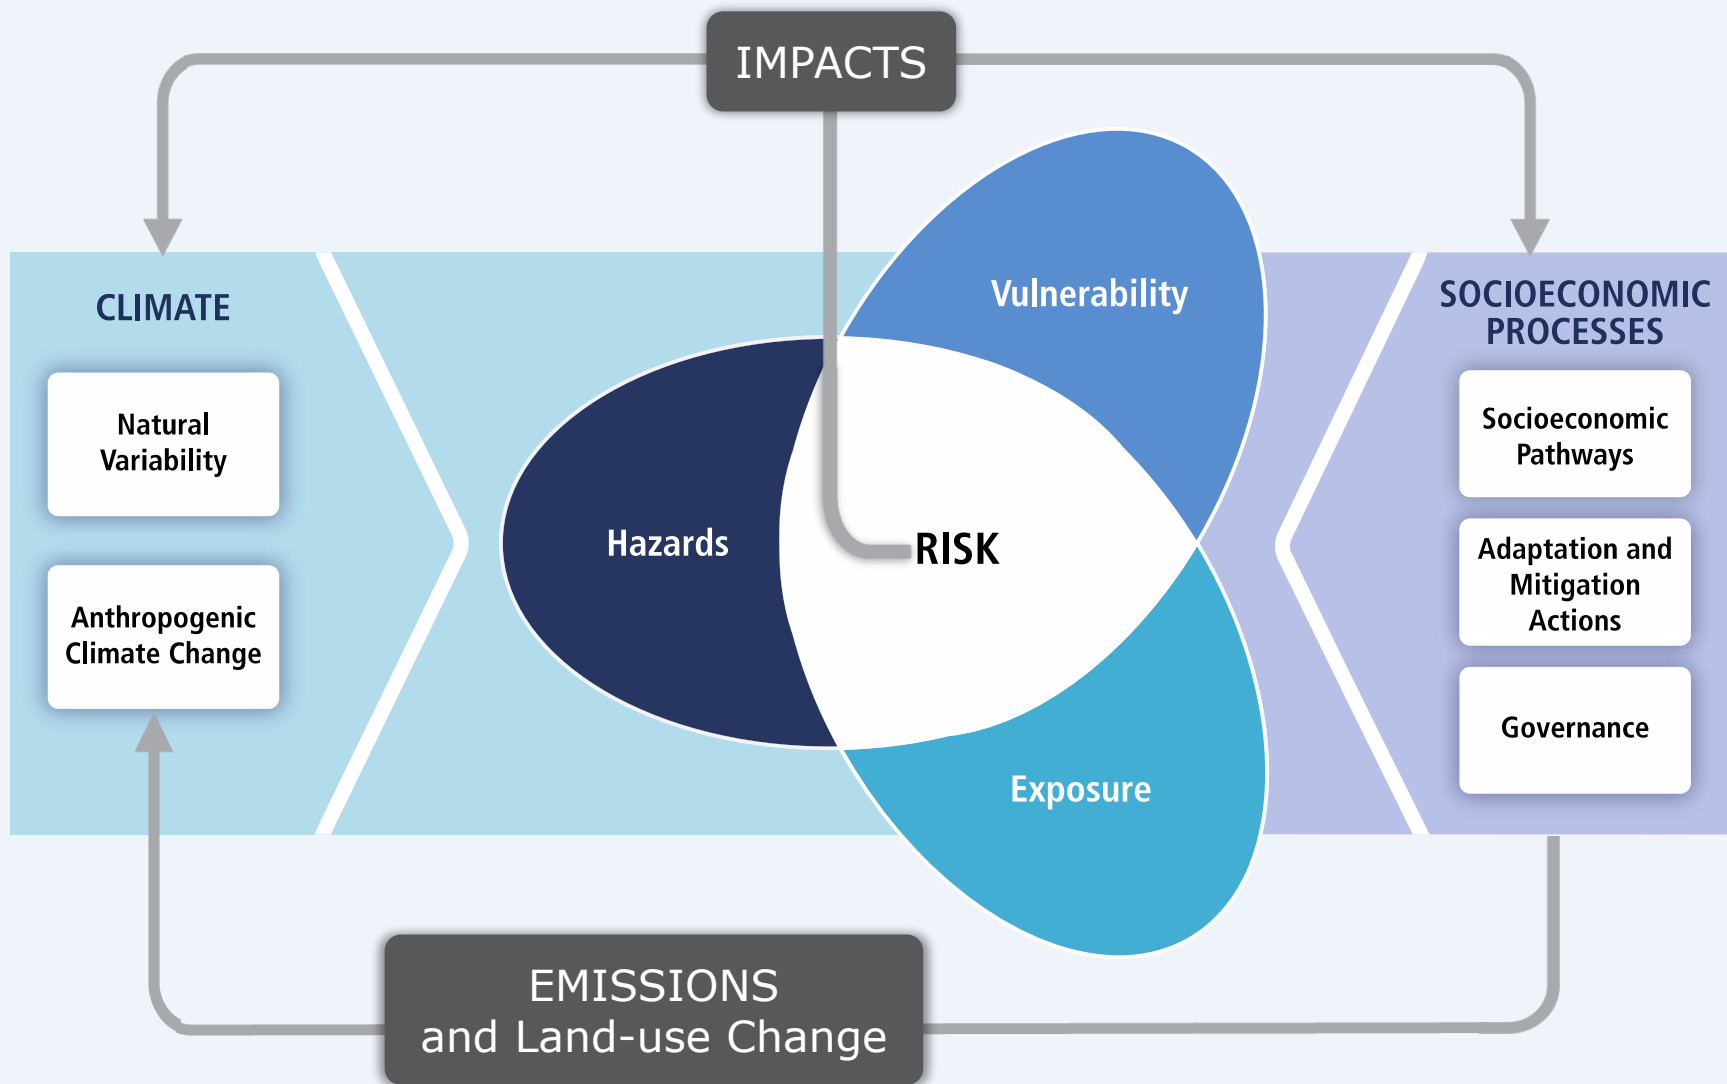 IMPACTS
CLIMATE
Natural
Variability
Anthropogenic
Climate Change
Vulnerability
Hazards
RISK
Exposure
SOCIOECONOMIC
PROCESSES
Socioeconomic
Pathways
Adaptation and
Mitigation
Actions
Governance
EMISSIONS
and Land-use Change